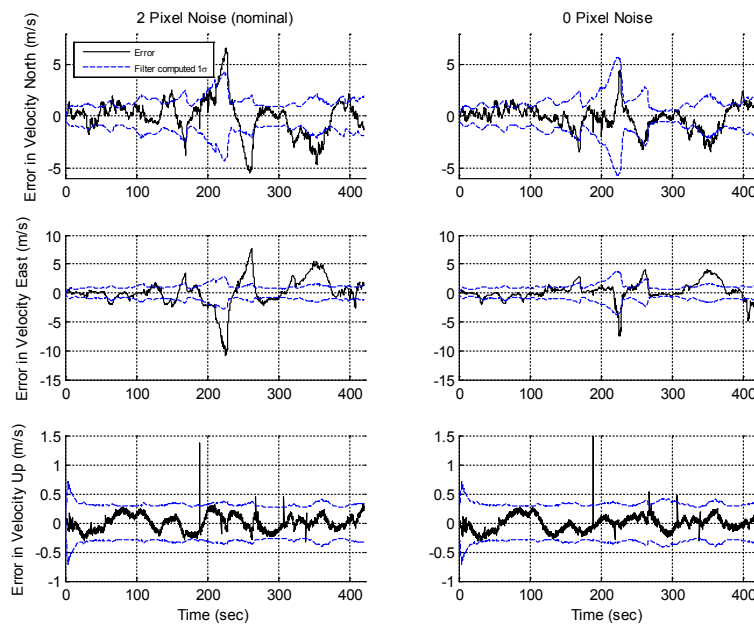 2 Pixel Noise (nominal)
0 Pixel Noise
Error in Velocity North (m/s)
5
0
-5
Error
Filter computed 1σ
0 100 200 300 400
5
0
-5
0 100 200 300 400
Error in Velocity East (m/s)
10
5
0
-5
-10
-15
0 100 200 300 400
10
5
0
-5
-10
-15
0 100 200 300 400
Error in Velocity Up (m/s)
1.5
1
0.5
0
-0.5
-1
0 100 200 300 400
Time (sec)
1.5
1
0.5
0
-0.5
-1
0 100 200 300 400
Time (sec)